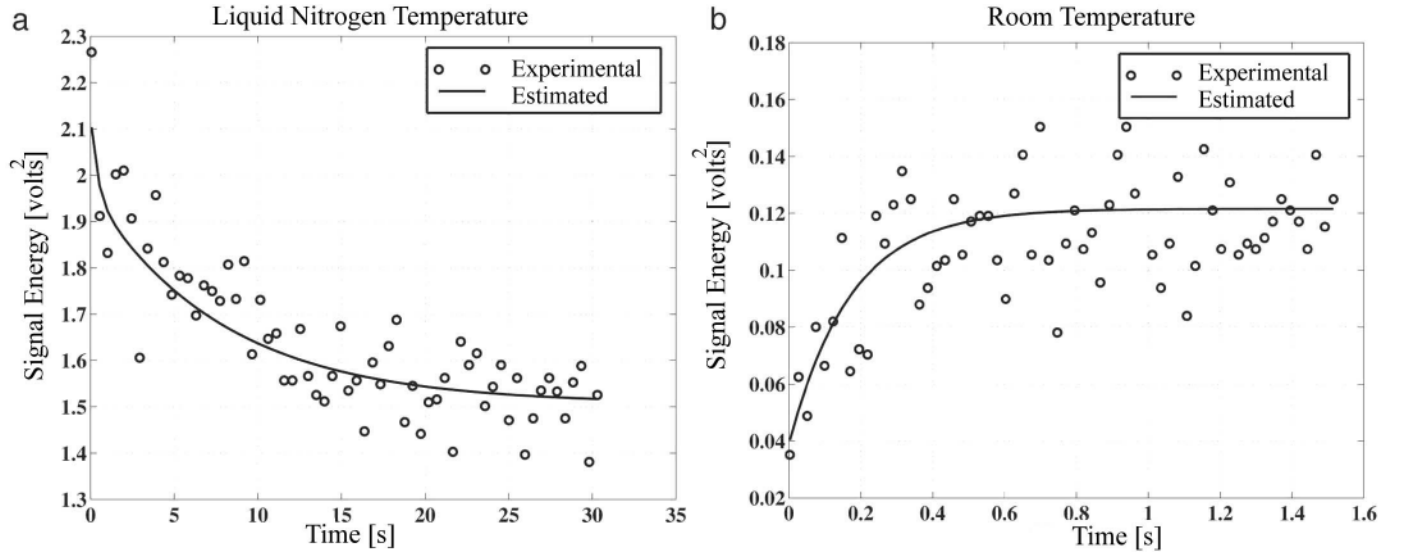 a
Liquid Nitrogen Temperature
2.3
2.2
2.1
2
1.9
1.8
1.7
1.6
1.5
1.4
1.3
Signal Energy [volts²]
Experimental
Estimated
0 5 10 15 20 25 30 35
Time [s]
b
Room Temperature
0.18
0.16
0.14
0.12
0.1
0.08
0.06
0.04
0.02
Signal Energy [volts²]
Experimental
Estimated
0 0.2 0.4 0.6 0.8 1 1.2 1.4 1.6
Time [s]